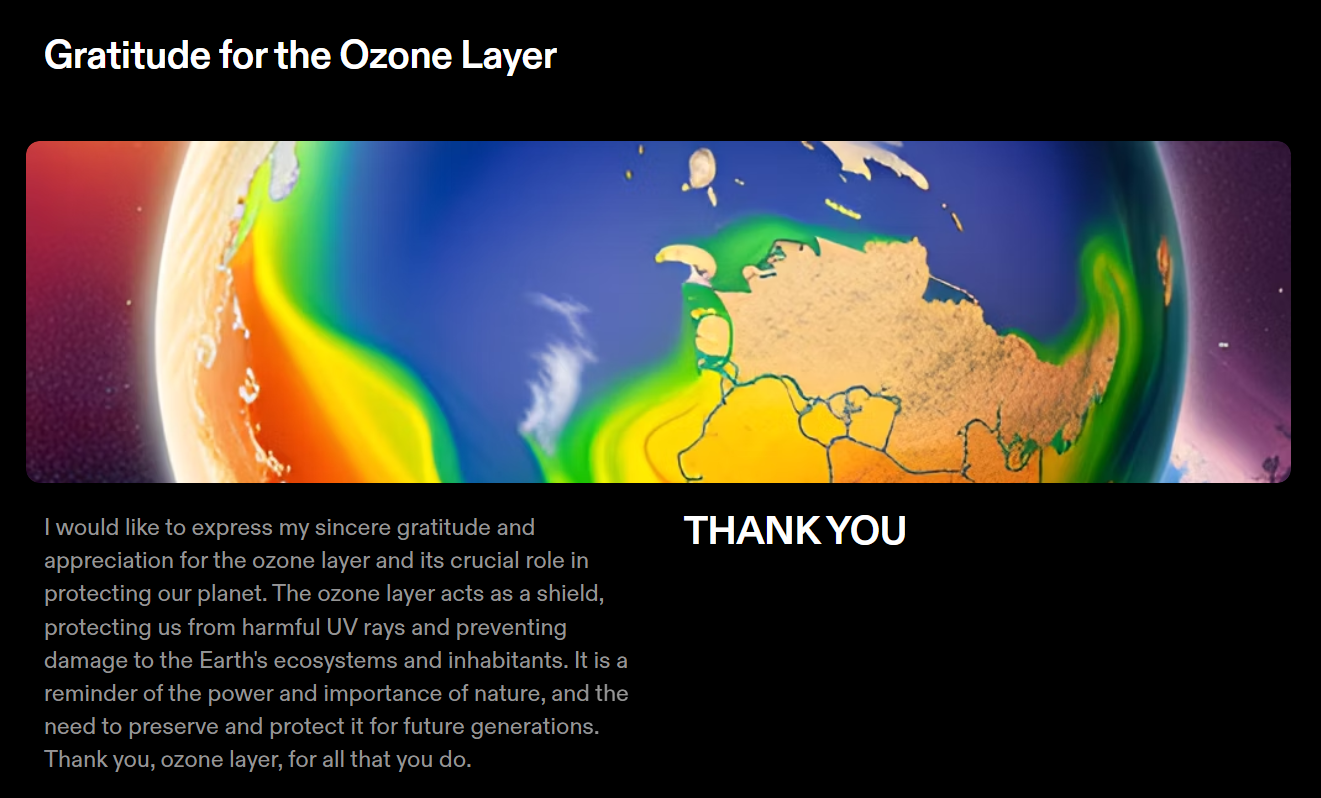 Gratitude for the Ozone Layer
I would like to express my sincere gratitude and
appreciation for the ozone layer and its crucial role in
protecting our planet. The ozone layer acts as a shield,
protecting us from harmful UV rays and preventing
damage to the Earth's ecosystems and inhabitants. It is a
reminder of the power and importance of nature, and the
need to preserve and protect it for future generations.
Thank you, ozone layer, for all that you do.
THANK YOU